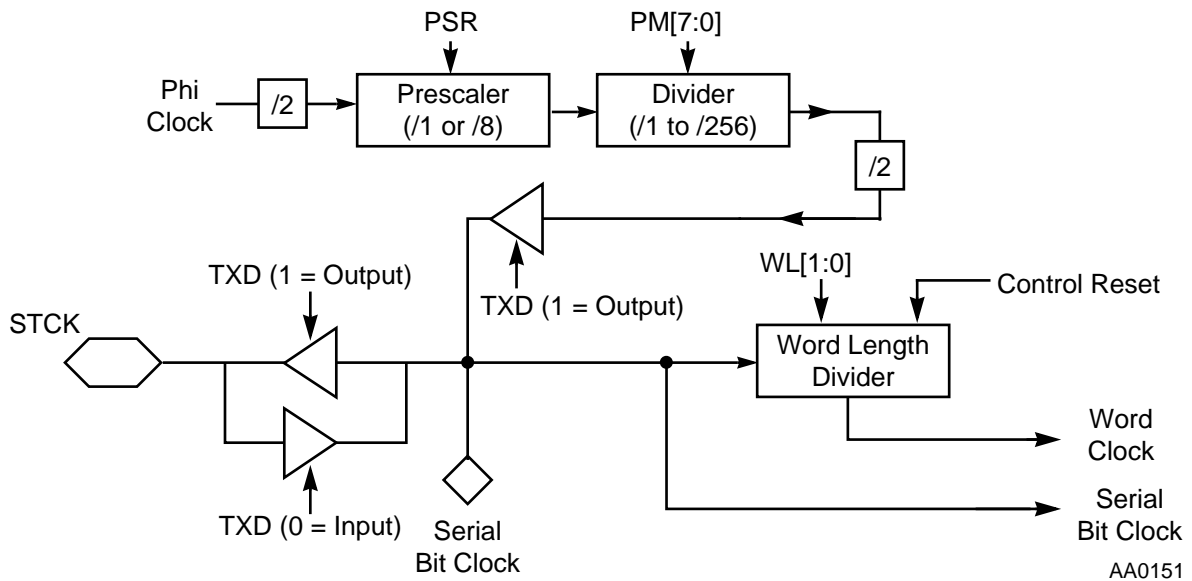 PSR
PM[7:0]
Phi
Clock
/2
Prescaler
(/1 or /8)
Divider
(/1 to /256)
/2
TXD (1 = Output)
TXD (1 = Output)
WL[1:0]
Control Reset
STCK
Word Length
Divider
TXD (0 = Input)
Serial
Bit Clock
Word
Clock
Serial
Bit Clock
AA0151